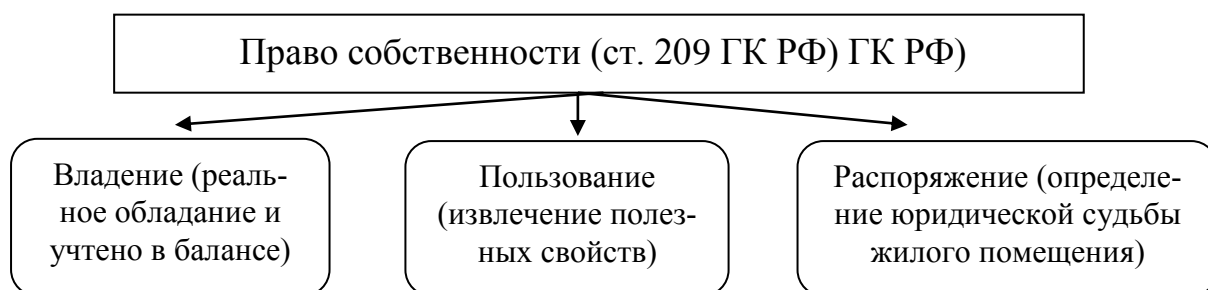 Право собственности (ст. 209 ГК РФ) ГК РФ)
Владение (реаль-
ное обладание и
учтено в балансе)
Пользование
(извлечение полез-
ных свойств)
Распоряжение (определе-
ние юридической судьбы
жилого помещения)